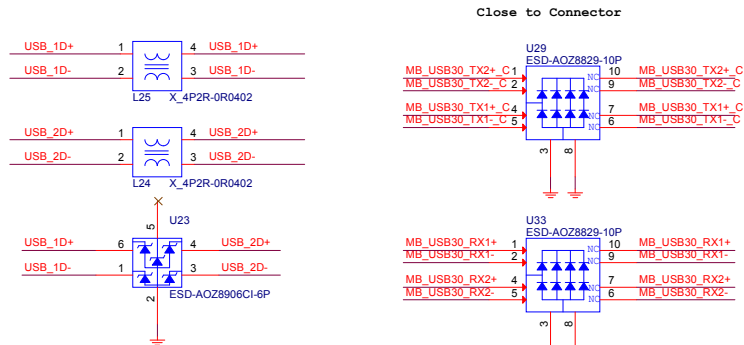 Close to Connector
USB_1D+ 1 4 USB_1D+
USB_1D- 2 3 USB_1D-
L25 X_4P2R-0R0402
USB_2D+ 1 4 USB_2D+
USB_2D- 2 3 USB_2D-
L24 X_4P2R-0R0402
U23
5
USB_1D+ 6 4 USB_2D+
USB_1D- 1 3 USB_2D-
2
ESD-AOZ8906CI-6P
U29
ESD-AOZ8829-10P
MB_USB30_TX2+_C 1 NC 10 MB_USB30_TX2+_C
MB_USB30_TX2-_C 2 NC 9 MB_USB30_TX2-_C
MB_USB30_TX1+_C 4 NC 7 MB_USB30_TX1+_C
MB_USB30_TX1-_C 5 NC 6 MB_USB30_TX1-_C
3 8
U33
ESD-AOZ8829-10P
MB_USB30_RX1+ 1 NC 10 MB_USB30_RX1+
MB_USB30_RX1- 2 NC 9 MB_USB30_RX1-
MB_USB30_RX2+ 4 NC 7 MB_USB30_RX2+
MB_USB30_RX2- 5 NC 6 MB_USB30_RX2-
3 8